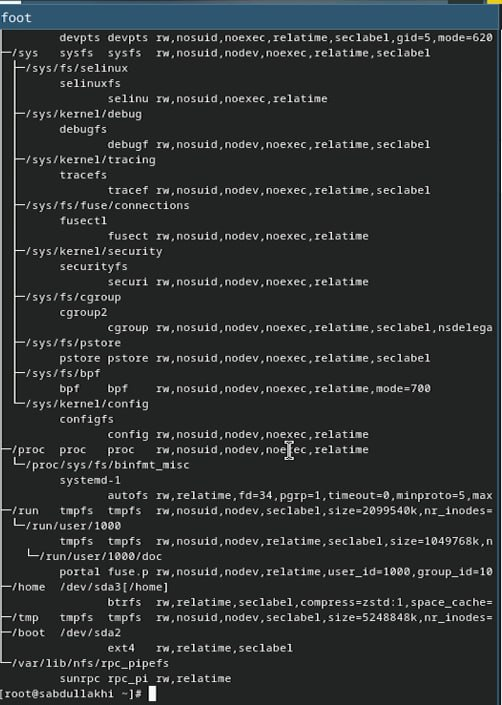 foot
devpts devpts rw,nosuid,noexec,relatime,seclabel,gid=5,mode=620
├─/sys sysfs sysfs rw,nosuid,nodev,noexec,relatime,seclabel
│ ├─/sys/fs/selinux
selinuxfs
selinu rw,nosuid,noexec,relatime
│ ├─/sys/kernel/debug
debugfs
debugf rw,nosuid,nodev,noexec,relatime,seclabel
│ ├─/sys/kernel/tracing
tracefs
tracef rw,nosuid,nodev,noexec,relatime,seclabel
│ ├─/sys/fs/fuse/connections
fusectl
fusect rw,nosuid,nodev,noexec,relatime
│ ├─/sys/kernel/security
securityfs
securi rw,nosuid,nodev,noexec,relatime
│ ├─/sys/fs/cgroup
cgroup2
cgroup rw,nosuid,nodev,noexec,relatime,seclabel,nsdelega
│ ├─/sys/fs/pstore
pstore pstore rw,nosuid,nodev,noexec,relatime,seclabel
│ ├─/sys/fs/bpf
bpf bpf rw,nosuid,nodev,noexec,relatime,mode=700
│ └─/sys/kernel/config
configfs
config rw,nosuid,nodev,noexec,relatime
├─/proc proc proc rw,nosuid,nodev,noexec,relatime
│ └─/proc/sys/fs/binfmt_misc
systemd-1
autofs rw,relatime,fd=34,pgrp=1,timeout=0,minproto=5,max
├─/run tmpfs tmpfs rw,nosuid,nodev,seclabel,size=2099540k,nr_inodes=
│ └─/run/user/1000
tmpfs tmpfs rw,nosuid,nodev,relatime,seclabel,size=1049768k,n
│ └─/run/user/1000/doc
portal fuse.p rw,nosuid,nodev,relatime,user_id=1000,group_id=10
├─/home /dev/sda3[/home]
btrfs rw,relatime,seclabel,compress=zstd:1,space_cache=
├─/tmp tmpfs tmpfs rw,nosuid,nodev,seclabel,size=5248848k,nr_inodes=
├─/boot /dev/sda2
ext4 rw,relatime,seclabel
└─/var/lib/nfs/rpc_pipefs
sunrpc rpc_pi rw,relatime
[root@sabdullakhi ~]#